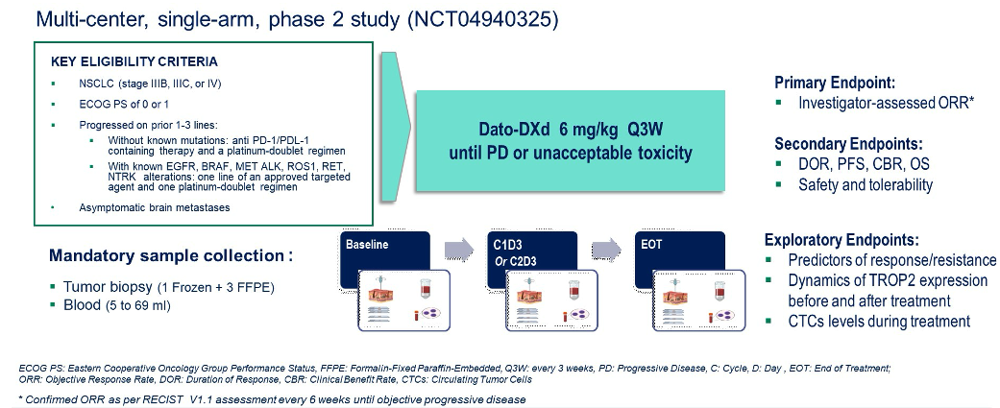 Multi-center, single-arm, phase 2 study (NCT04940325)
KEY ELIGIBILITY CRITERIA
NSCLC (stage IIIB, IIIC, or IV)
ECOG PS of 0 or 1
Progressed on prior 1-3 lines:
Without known mutations: anti PD-1/PDL-1
containing therapy and a platinum-doublet regimen
With known EGFR, BRAF, MET ALK, ROS1, RET,
NTRK alterations: one line of an approved targeted
agent and one platinum-doublet regimen
Asymptomatic brain metastases
Dato-DXd 6 mg/kg Q3W
until PD or unacceptable toxicity
Primary Endpoint:
Investigator-assessed ORR*
Secondary Endpoints:
DOR, PFS, CBR, OS
Safety and tolerability
Exploratory Endpoints:
Predictors of response/resistance
Dynamics of TROP2 expression
before and after treatment
CTCs levels during treatment
Mandatory sample collection :
Tumor biopsy (1 Frozen + 3 FFPE)
Blood (5 to 69 ml)
Baseline
C1D3
Or C2D3
EOT
ECOG PS: Eastern Cooperative Oncology Group Performance Status, FFPE: Formalin-Fixed Paraffin-Embedded, Q3W: every 3 weeks, PD: Progressive Disease, C: Cycle, D: Day , EOT: End of Treatment;
ORR: Objective Response Rate, DOR: Duration of Response, CBR: Clinical Benefit Rate, CTCs: Circulating Tumor Cells
* Confirmed ORR as per RECIST V1.1 assessment every 6 weeks until objective progressive disease